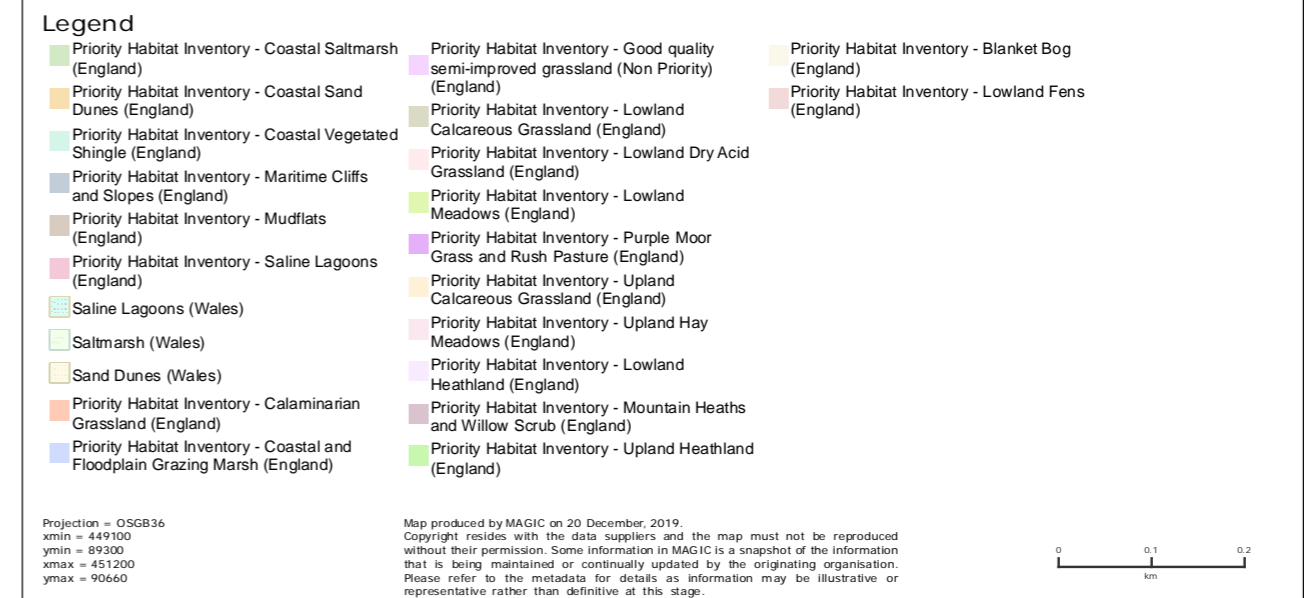 Legend
Priority Habitat Inventory - Coastal Saltmarsh
(England)
Priority Habitat Inventory - Coastal Sand
Dunes (England)
Priority Habitat Inventory - Coastal Vegetated
Shingle (England)
Priority Habitat Inventory - Maritime Cliffs
and Slopes (England)
Priority Habitat Inventory - Mudflats
(England)
Priority Habitat Inventory - Saline Lagoons
(England)
Saline Lagoons (Wales)
Saltmarsh (Wales)
Sand Dunes (Wales)
Priority Habitat Inventory - Calaminarian
Grassland (England)
Priority Habitat Inventory - Coastal and
Floodplain Grazing Marsh (England)
Priority Habitat Inventory - Good quality
semi-improved grassland (Non Priority)
(England)
Priority Habitat Inventory - Lowland
Calcareous Grassland (England)
Priority Habitat Inventory - Lowland Dry Acid
Grassland (England)
Priority Habitat Inventory - Lowland
Meadows (England)
Priority Habitat Inventory - Purple Moor
Grass and Rush Pasture (England)
Priority Habitat Inventory - Upland
Calcareous Grassland (England)
Priority Habitat Inventory - Upland Hay
Meadows (England)
Priority Habitat Inventory - Lowland
Heathland (England)
Priority Habitat Inventory - Mountain Heaths
and Willow Scrub (England)
Priority Habitat Inventory - Upland Heathland
(England)
Priority Habitat Inventory - Blanket Bog
(England)
Priority Habitat Inventory - Lowland Fens
(England)
Projection = OSGB36
xmin = 449100
ymin = 89300
xmax = 451200
ymax = 90660
Map produced by MAGIC on 20 December, 2019.
Copyright resides with the data suppliers and the map must not be reproduced
without their permission. Some information in MAGIC is a snapshot of the information
that is being maintained or continually updated by the originating organisation.
Please refer to the metadata for details as information may be illustrative or
representative rather than definitive at this stage.
0 0.1 0.2
km